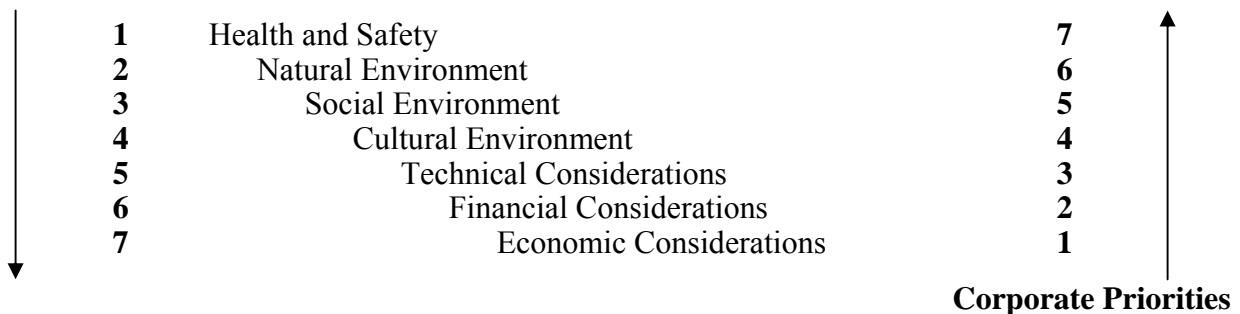 1 Health and Safety 7
2 Natural Environment 6
3 Social Environment 5
4 Cultural Environment 4
5 Technical Considerations 3
6 Financial Considerations 2
7 Economic Considerations 1
Corporate Priorities